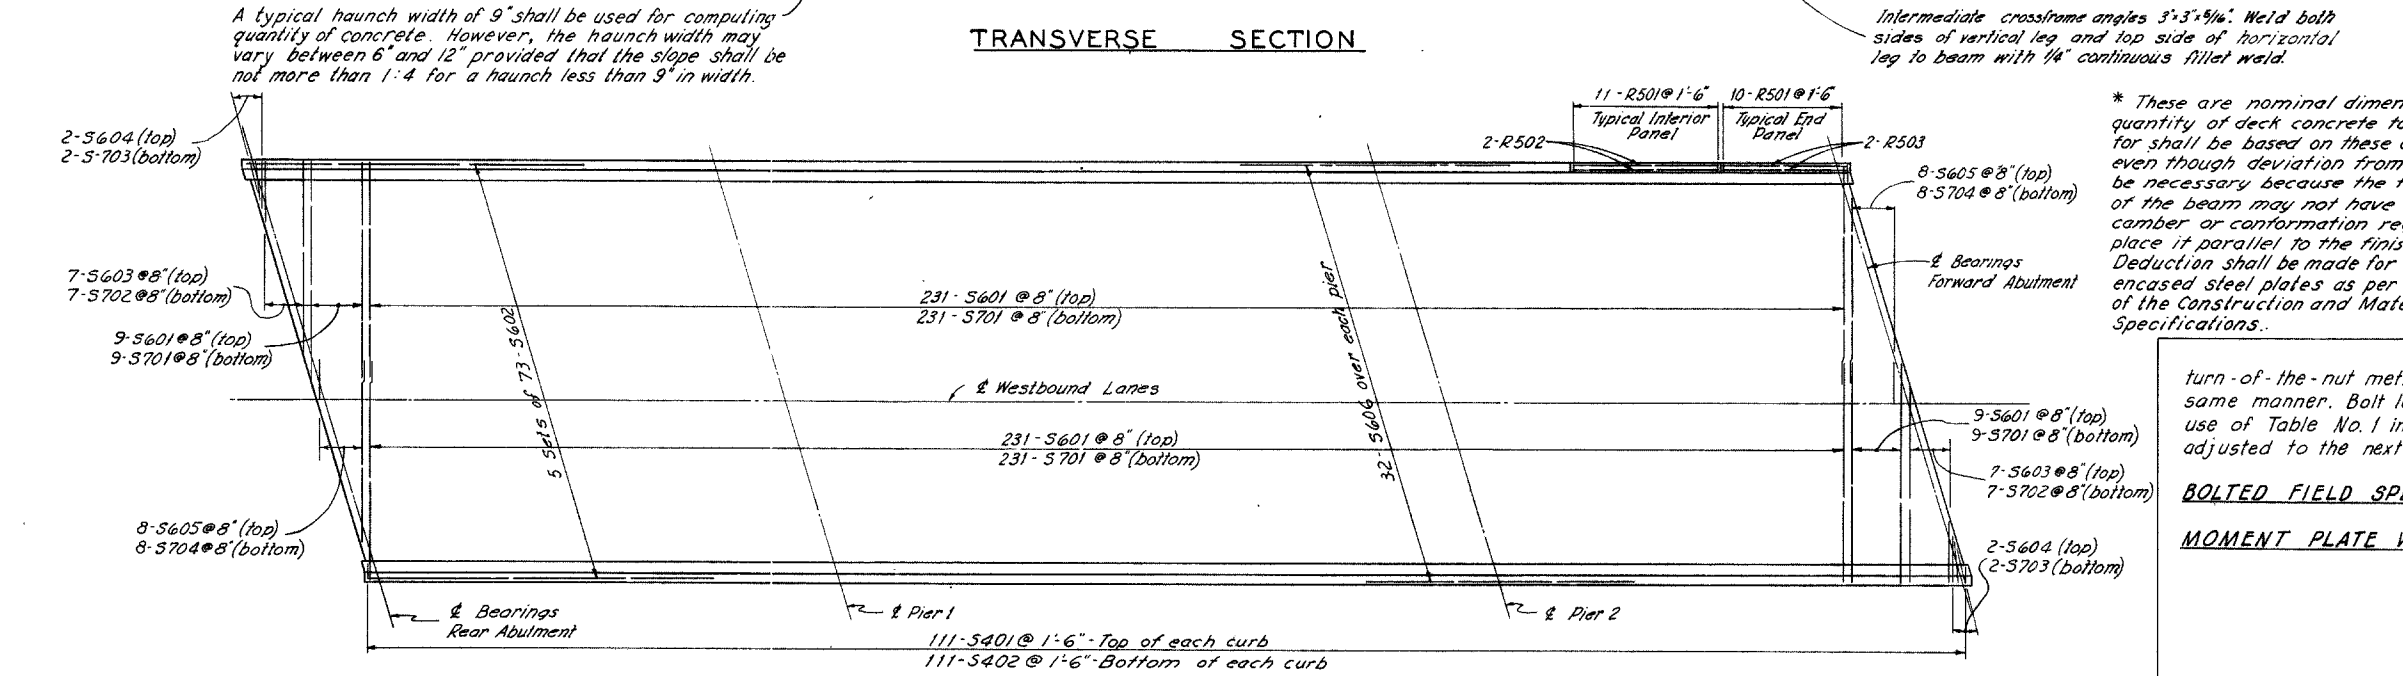 A typical haunch width of 9" shall be used for computing
quantity of concrete. However, the haunch width may
vary between 6" and 12" provided that the slope shall be
not more than 1:4 for a haunch less than 9" in width.
TRANSVERSE SECTION
Intermediate crossframe angles 3"x3"x5/16". Weld both
sides of vertical leg and top side of horizontal
leg to beam with 1/4" continuous fillet weld.
11-R501@1'-6"
10-R501@1'-6"
Typical Interior
Panel
Typical End
Panel
2-R502
2-R503
2-S604 (top)
2-S-703 (bottom)
8-S605@8" (top)
8-S704@8" (bottom)
* These are nominal dimen
quantity of deck concrete to
for shall be based on these
even though deviation from
be necessary because the
of the beam may not have
camber or conformation re
place it parallel to the finis
Deduction shall be made for
encased steel plates as per
of the Construction and Mate
Specifications.
7-S603@8" (top)
7-S702@8" (bottom)
9-S601@8" (top)
9-S701@8" (bottom)
231-S601 @8" (top)
231-S701 @8" (bottom)
℄ Bearings
Forward Abutment
5 Sets of 73-S602
32-S606 over each pier
℄ Westbound Lanes
231-S601 @8" (top)
231-S701 @8" (bottom)
9-S601@8" (top)
9-S701@8" (bottom)
7-S603@8" (top)
7-S702@8" (bottom)
turn-of-the-nut met
same manner. Bolt l
use of Table No. 1 in
adjusted to the next
BOLTED FIELD SP
MOMENT PLATE
8-S605@8" (top)
8-S704@8" (bottom)
2-S604 (top)
2-S703 (bottom)
℄ Bearings
Rear Abutment
℄ Pier 1
℄ Pier 2
111-S401@ 1'-6"-Top of each curb
111-S402@ 1'-6"-Bottom of each curb